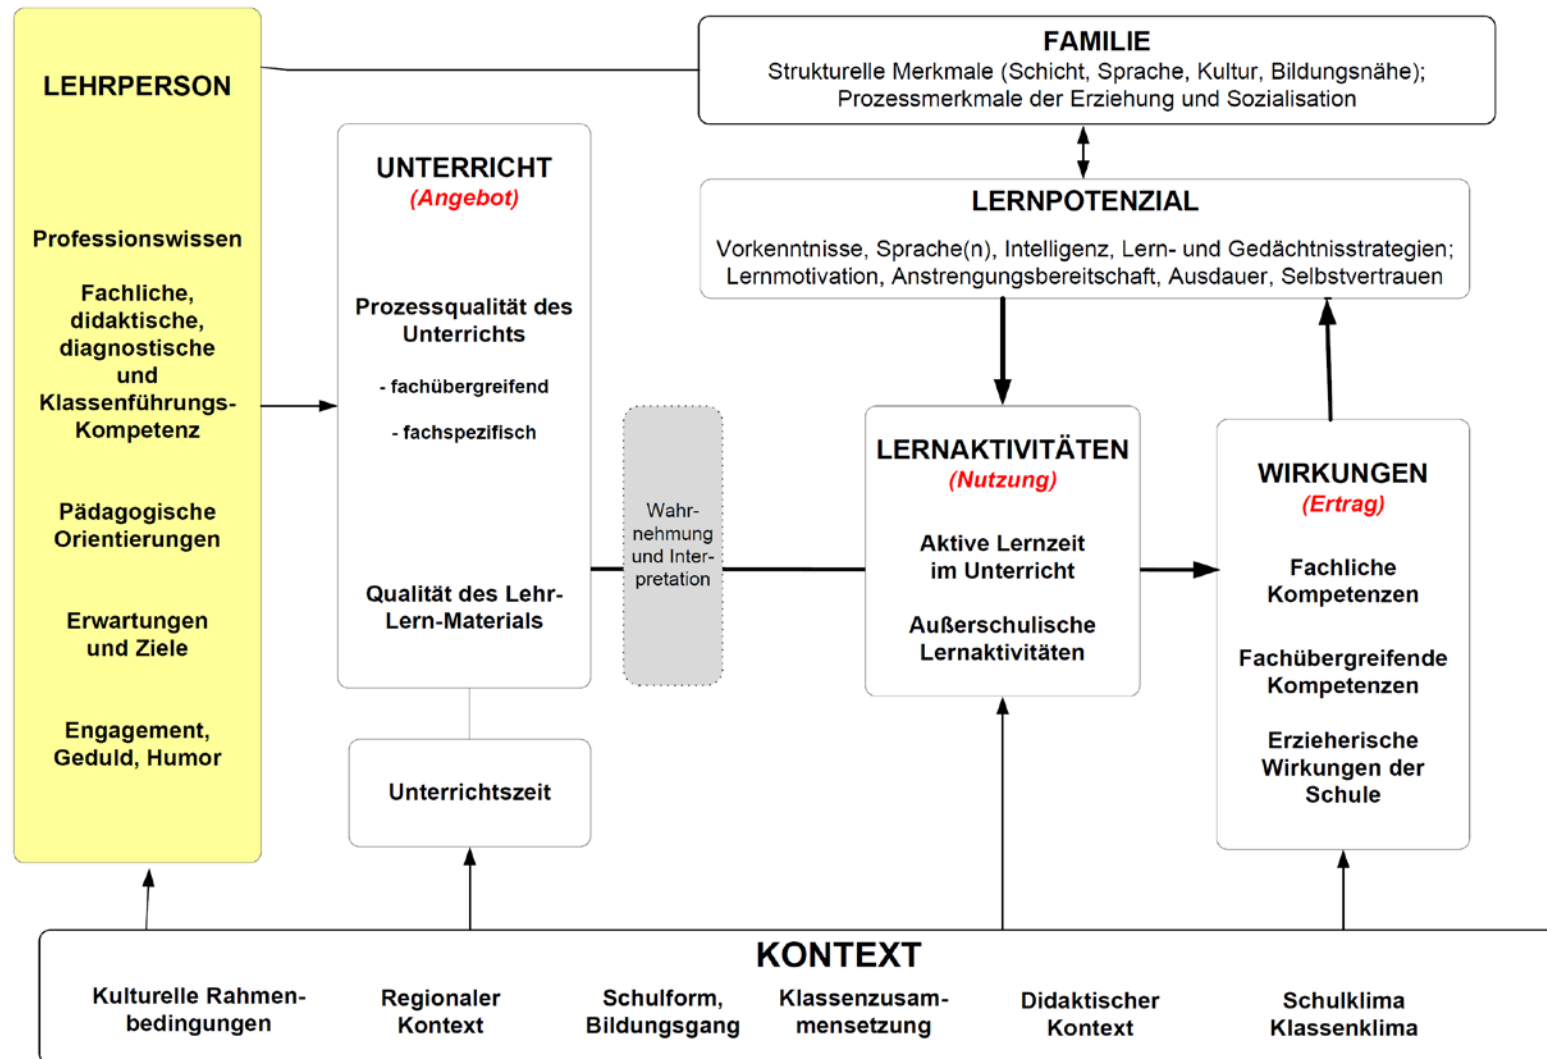 LEHRPERSON
Professionswissen
Fachliche,
didaktische,
diagnostische
und
Klassenführungs-
Kompetenz
Pädagogische
Orientierungen
Erwartungen
und Ziele
Engagement,
Geduld, Humor
UNTERRICHT
(Angebot)
Prozessqualität des
Unterrichts
- fachübergreifend
- fachspezifisch
Qualität des Lehr-
Lern-Materials
Unterrichtszeit
Wahr-
nehmung
und Inter-
pretation
FAMILIE
Strukturelle Merkmale (Schicht, Sprache, Kultur, Bildungsnähe);
Prozessmerkmale der Erziehung und Sozialisation
LERNPOTENZIAL
Vorkenntnisse, Sprache(n), Intelligenz, Lern- und Gedächtnisstrategien;
Lernmotivation, Anstrengungsbereitschaft, Ausdauer, Selbstvertrauen
LERNAKTIVITÄTEN
(Nutzung)
Aktive Lernzeit
im Unterricht
Außerschulische
Lernaktivitäten
WIRKUNGEN
(Ertrag)
Fachliche
Kompetenzen
Fachübergreifende
Kompetenzen
Erzieherische
Wirkungen der
Schule
KONTEXT
Kulturelle Rahmen-
bedingungen
Regionaler
Kontext
Schulform,
Bildungsgang
Klassenzusam-
mensetzung
Didaktischer
Kontext
Schulklima
Klassenklima